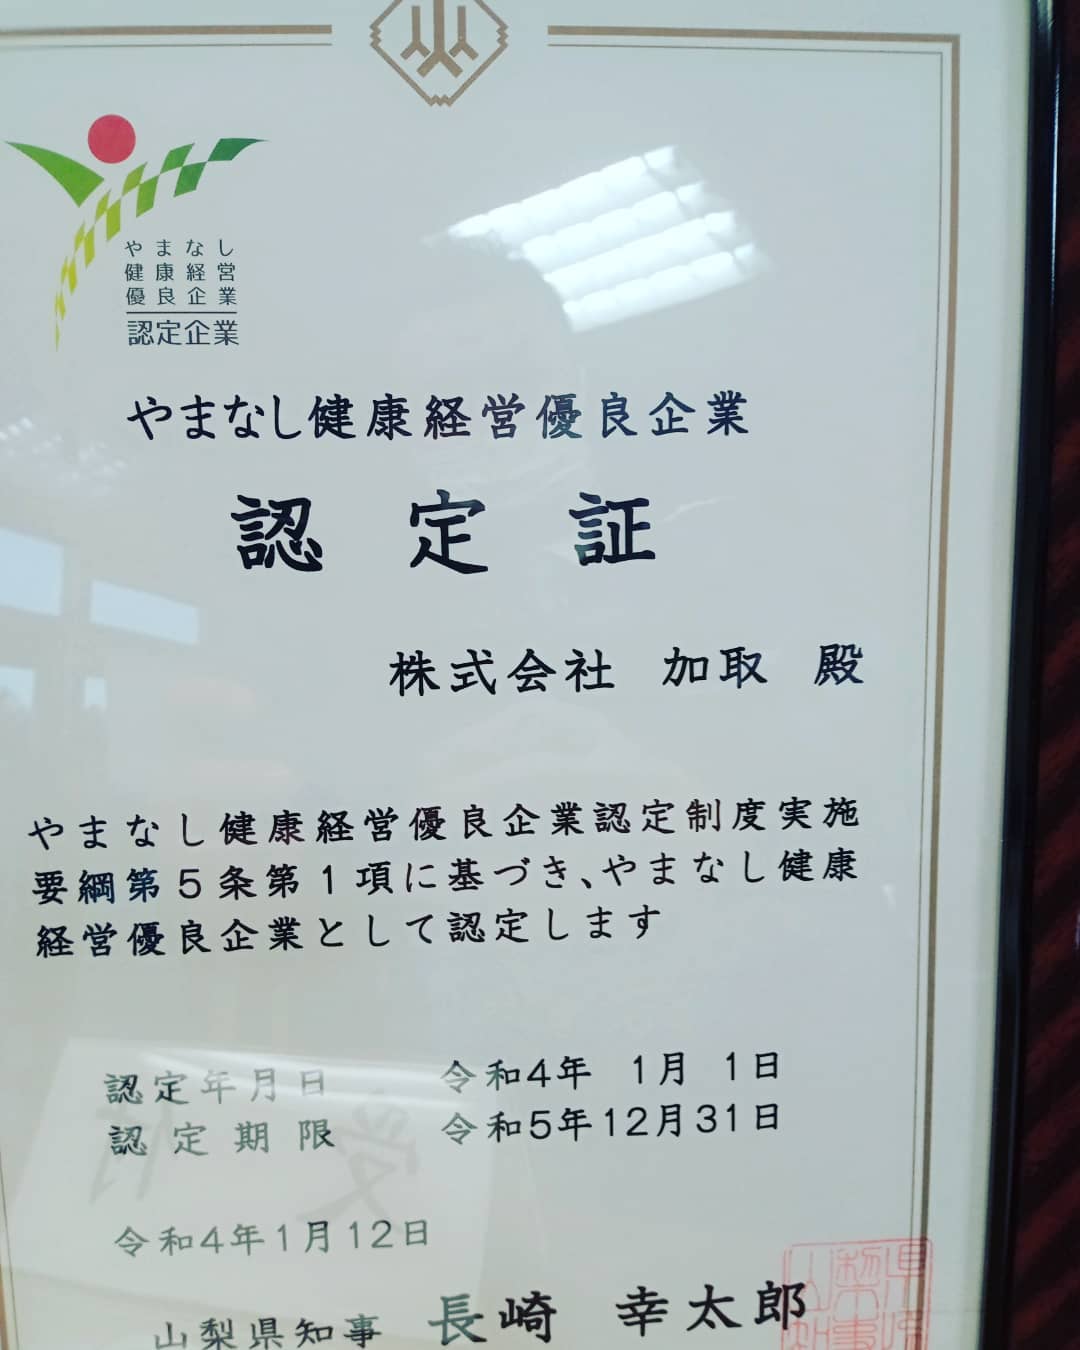 やまなし
健康経営
優良企業
認定企業
やまなし健康経営優良企業
認定証
株式会社 加取 殿
やまなし健康経営優良企業認定制度実施
要綱第5条第1項に基づき、やまなし健康
経営優良企業として認定します
認定年月日 令和4年 1月 1日
認定期限 令和5年12月31日
令和4年1月12日
山梨県知事 長崎 幸太郎